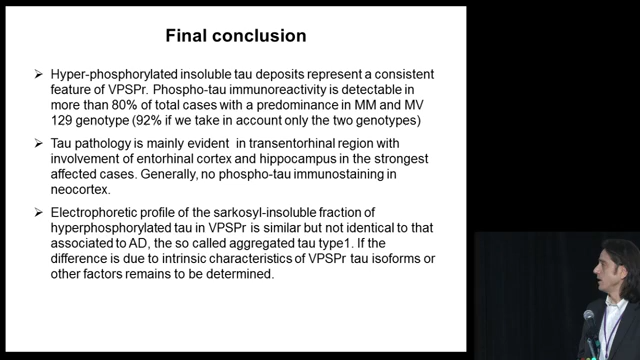 Final conclusion
➢ Hyper-phosphorylated insoluble tau deposits represent a consistent
feature of VPSPr. Phospho-tau immunoreactivity is detectable in
more than 80% of total cases with a predominance in MM and MV
129 genotype (92% if we take in account only the two genotypes)
➢ Tau pathology is mainly evident in transentorhinal region with
involvement of entorhinal cortex and hippocampus in the strongest
affected cases. Generally, no phospho-tau immunostaining in
neocortex.
➢ Electrophoretic profile of the sarkosyl-insoluble fraction of
hyperphosphorylated tau in VPSPr is similar but not identical to that
associated to AD, the so called aggregated tau type1. If the
difference is due to intrinsic characteristics of VPSPr tau isoforms or
other factors remains to be determined.